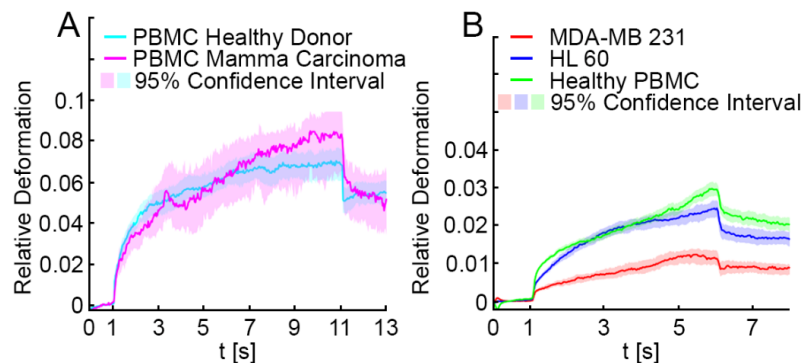 A
PBMC Healthy Donor
PBMC Mamma Carcinoma
95% Confidence Interval
Relative Deformation
0.1
0.08
0.06
0.04
0.02
0
0 1 3 5 7 9 11 13
t [s]
B
MDA-MB 231
HL 60
Healthy PBMC
95% Confidence Interval
Relative Deformation
0.04
0.03
0.02
0.01
0
0 1 3 5 7
t [s]